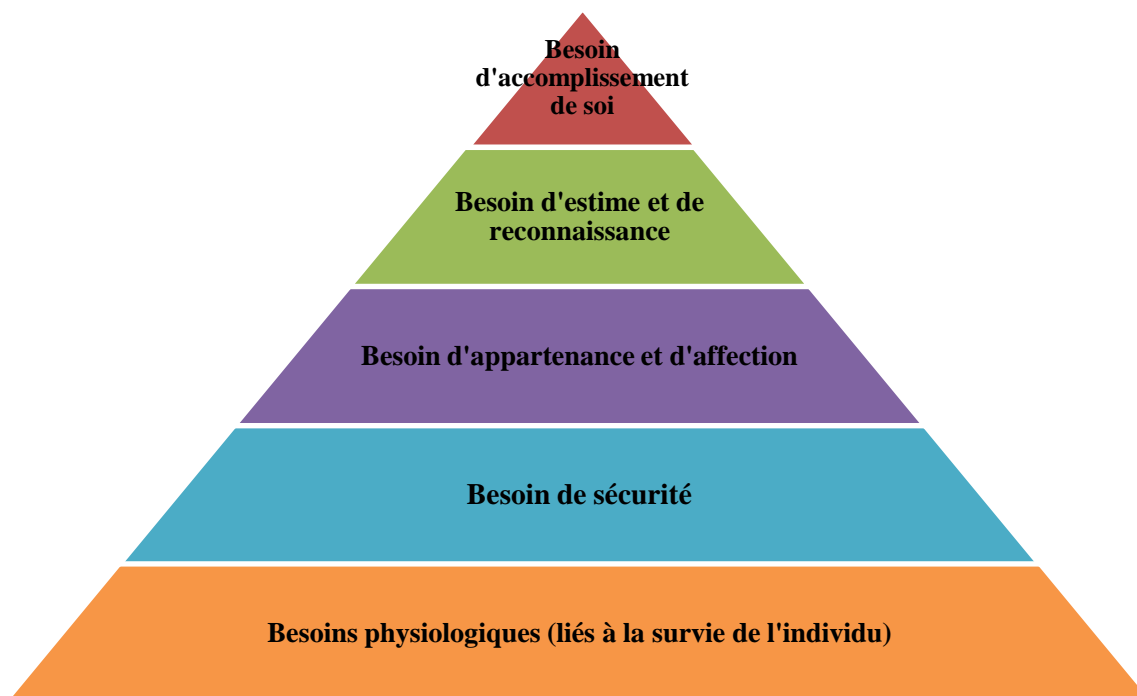 Besoin
d'accomplissement
de soi
Besoin d'estime et de
reconnaissance
Besoin d'appartenance et d'affection
Besoin de sécurité
Besoins physiologiques (liés à la survie de l'individu)